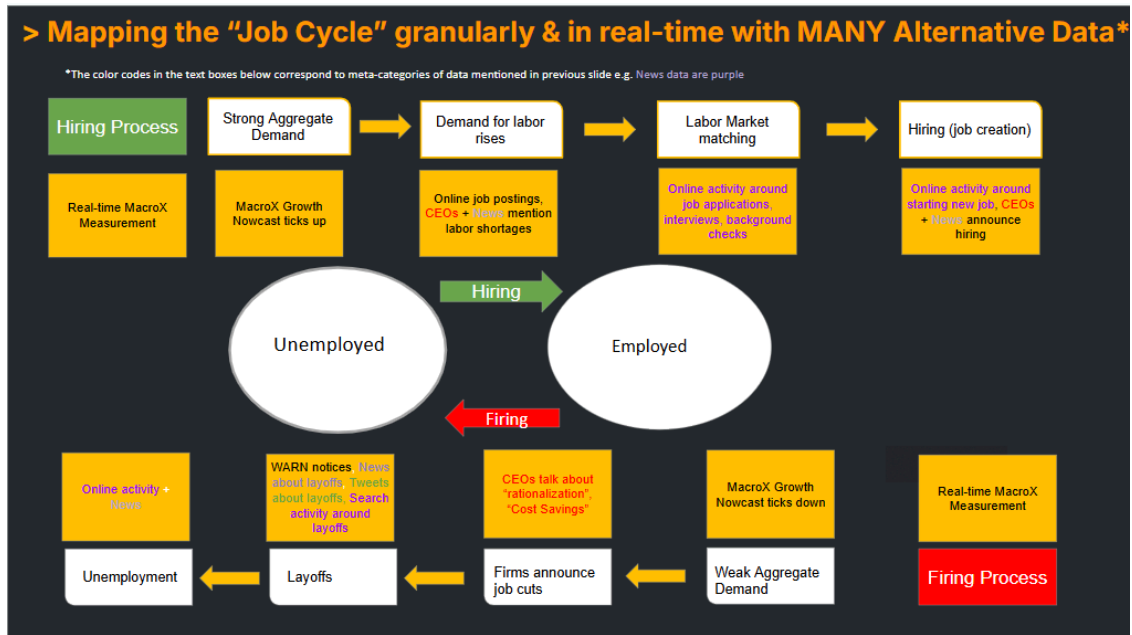 > Mapping the “Job Cycle” granularly & in real-time with MANY Alternative Data*
*The color codes in the text boxes below correspond to meta-categories of data mentioned in previous slide e.g. News data are purple
Hiring Process
Strong Aggregate
Demand
Demand for labor
rises
Labor Market
matching
Hiring (job creation)
Real-time MacroX
Measurement
MacroX Growth
Nowcast ticks up
Online job postings,
CEOs + News mention
labor shortages
Online activity around
job applications,
interviews, background
checks
Online activity around
starting new job, CEOs
+ News announce
hiring
Hiring
Unemployed
Employed
Firing
Online activity +
News
WARN notices, News
about layoffs, Tweets
about layoffs, Search
activity around
layoffs
CEOs talk about
“rationalization”,
“Cost Savings”
MacroX Growth
Nowcast ticks down
Real-time MacroX
Measurement
Unemployment
Layoffs
Firms announce
job cuts
Weak Aggregate
Demand
Firing Process